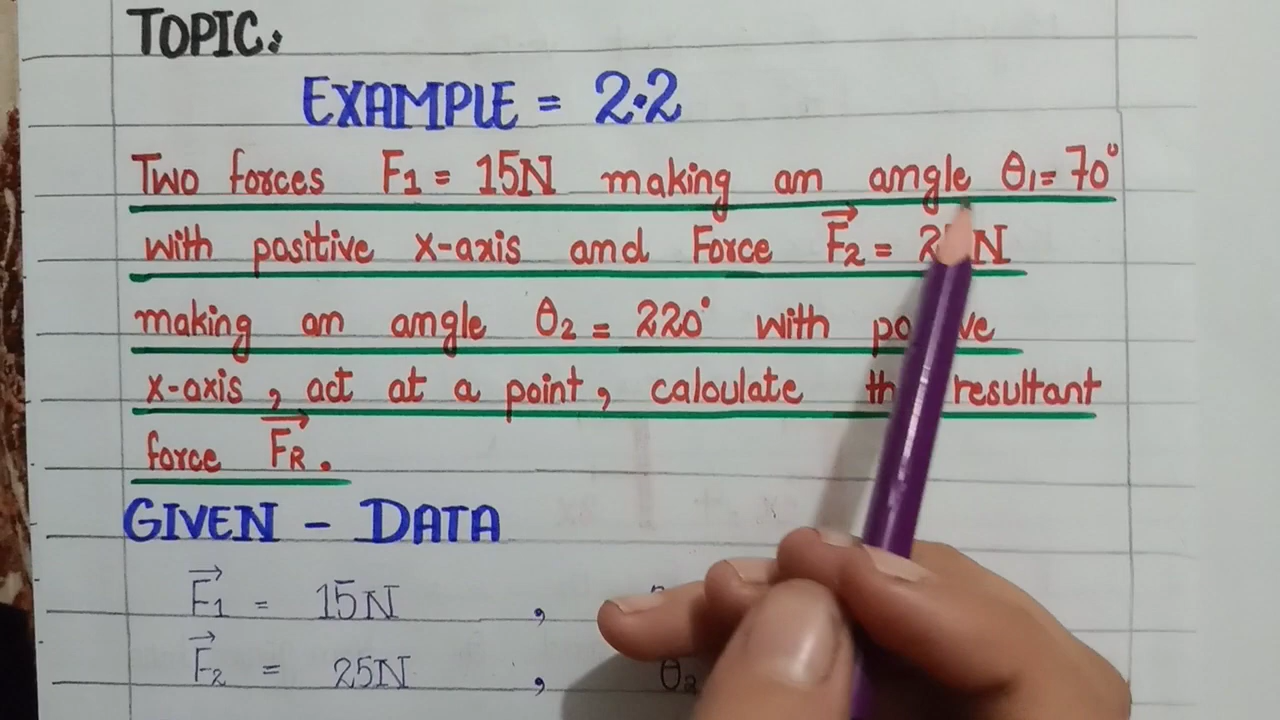 TOPIC:
EXAMPLE = 2.2
Two forces F1 = 15N making an angle θ1= 70°
with positive x-axis and Force F2 = N
making an angle θ2 = 220° with
x-axis, act at a point, calculate resultant
force FR.
GIVEN - DATA
F1 = 15N ,
F2 = 25N , θ2